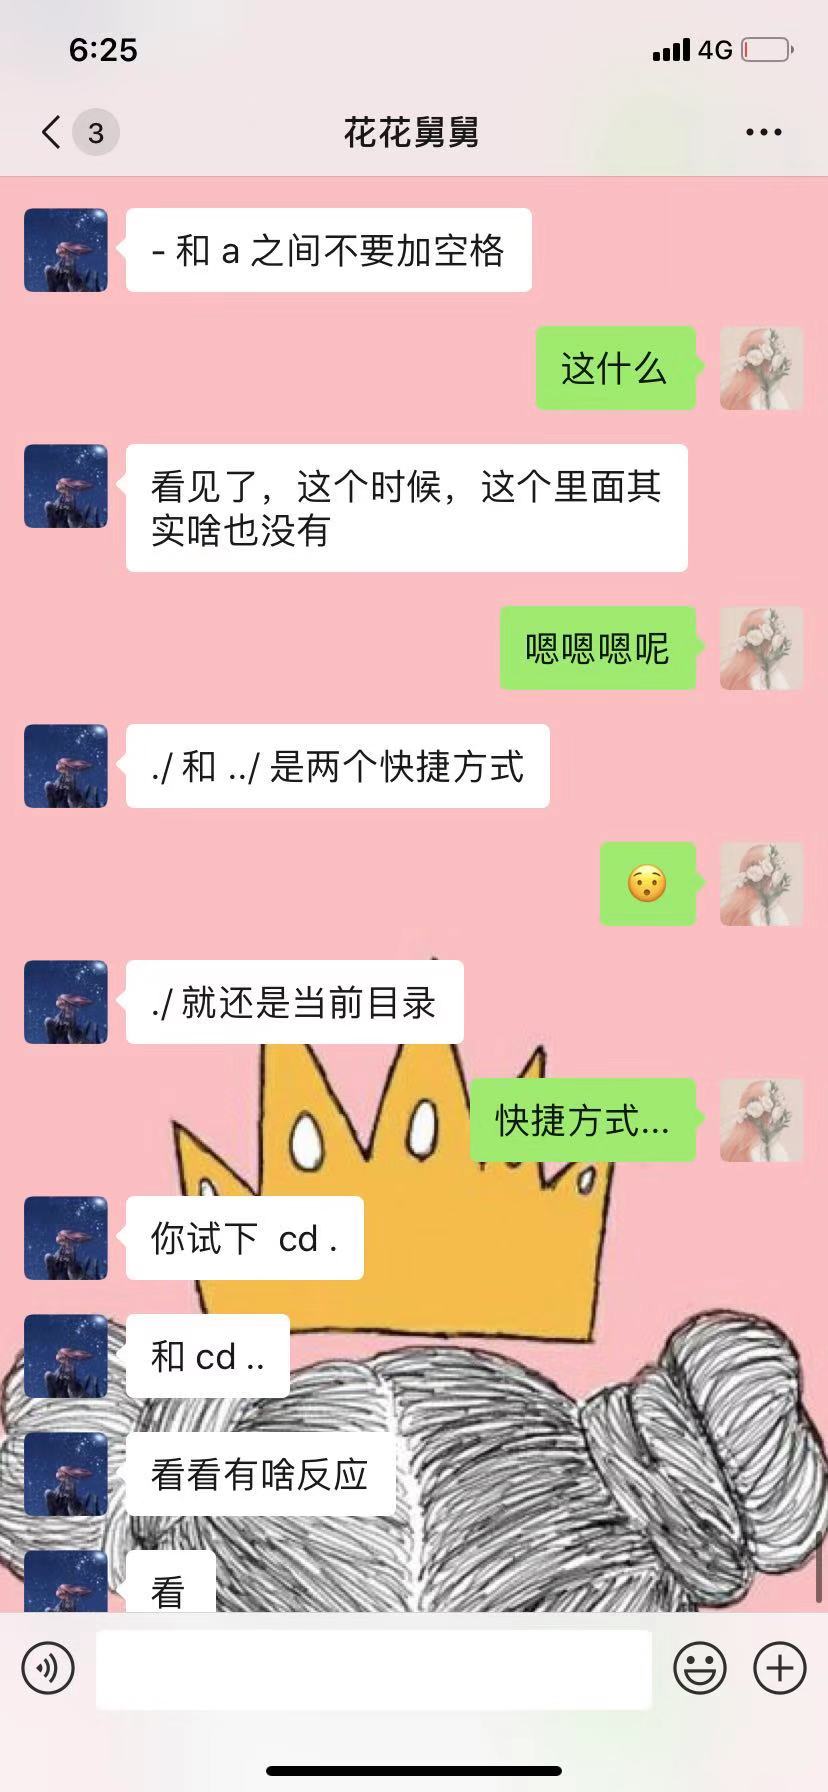 6:25
4G
3
花花舅舅
- 和 a 之间不要加空格
这什么
看见了，这个时候，这个里面其
实啥也没有
嗯嗯嗯呢
./ 和 ../ 是两个快捷方式
😯
./ 就还是当前目录
快捷方式...
你试下  cd .
和 cd ..
看看有啥反应
看